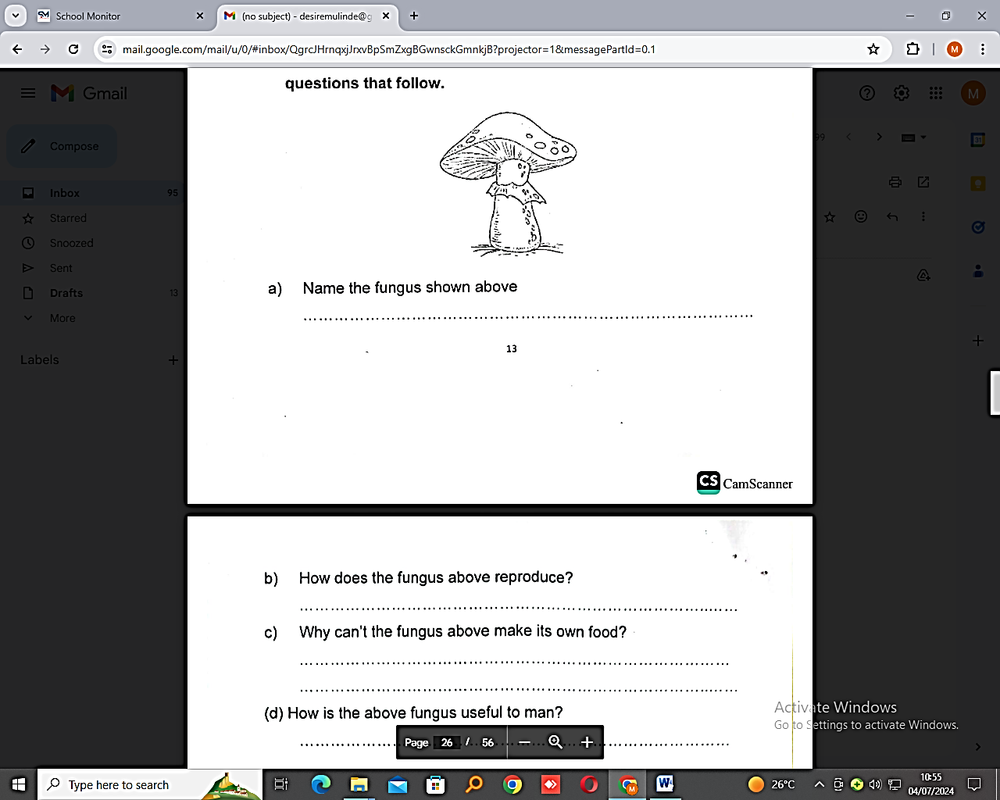 School Monitor
(no subject) - desiremulinde@g
mail.google.com/mail/u/0/#inbox/QgrcJHrnqxjJrxvBpSmZxgBGwnsckGmnkjB?projector=1&messagePartId=0.1
M
Gmail
M
Compose
Inbox 95
Starred
Snoozed
Sent
Drafts 13
More
Labels
99
31
questions that follow.
a) Name the fungus shown above
................................................................................
13
CS CamScanner
b) How does the fungus above reproduce?
................................................................................
c) Why can't the fungus above make its own food?
................................................................................
................................................................................
(d) How is the above fungus useful to man?
................................................................................
Page 26 / 56
Activate Windows
Go to Settings to activate Windows.
Type here to search
26°C
10:55
04/07/2024